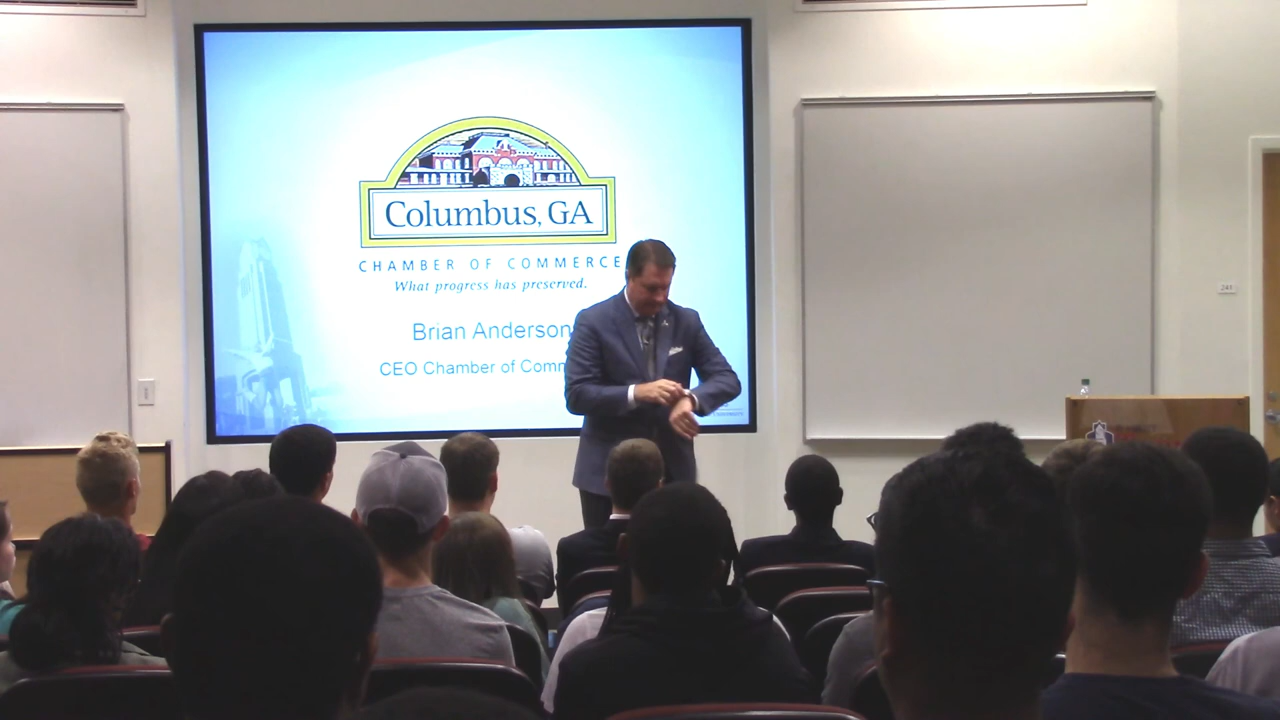 Columbus, GA
CHAMBER OF COMMERCE
What progress has preserved.
Brian Anderson
CEO Chamber of Comm